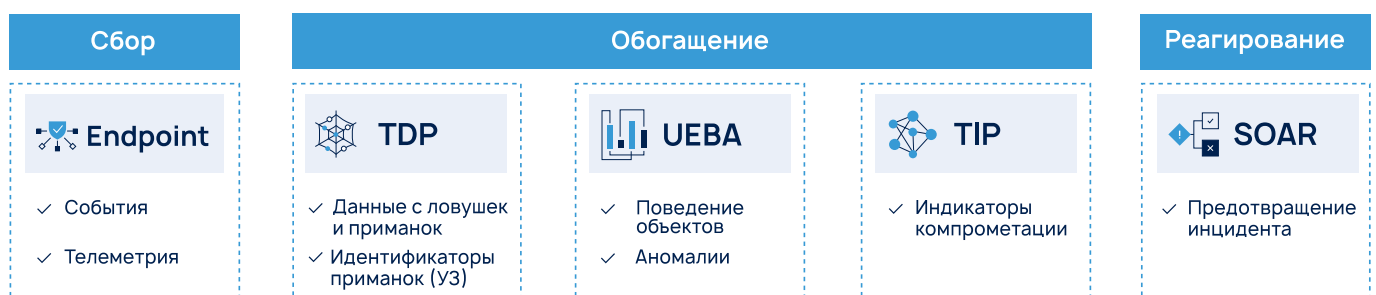 Сбор
Обогащение
Реагирование
Endpoint
TDP
UEBA
TIP
SOAR
События
Телеметрия
Данные с ловушек
и приманок
Идентификаторы
приманок (УЗ)
Поведение
объектов
Аномалии
Индикаторы
компрометации
Предотвращение
инцидента